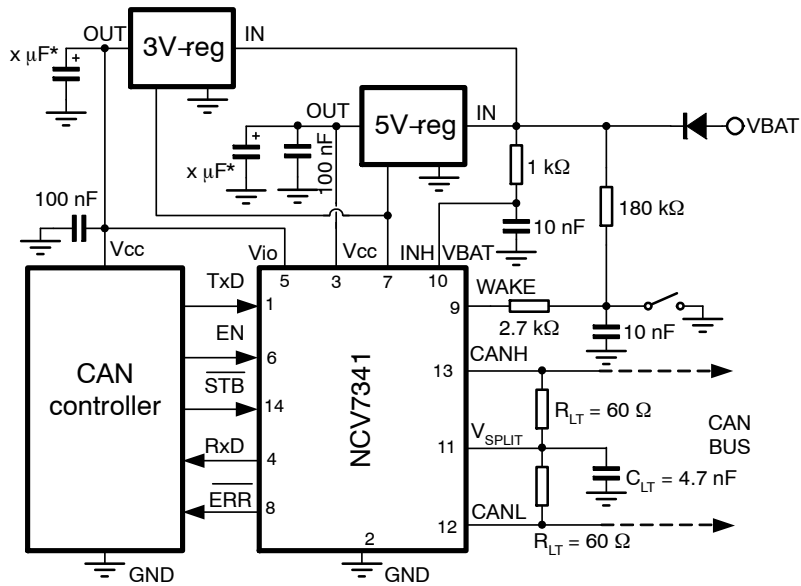 OUT
3V-reg
IN
x μF*
+
OUT
5V-reg
IN
VBAT
+
x μF*
100 nF
1 kΩ
10 nF
180 kΩ
100 nF
Vcc
Vio
Vcc
INH
VBAT
5
3
7
10
WAKE
9
2.7 kΩ
10 nF
TxD
1
EN
6
STB
14
RxD
4
ERR
8
CAN
controller
NCV7341
CANH
13
RLT = 60 Ω
CAN
BUS
VSPLIT
11
CLT = 4.7 nF
CANL
12
RLT = 60 Ω
2
GND
GND